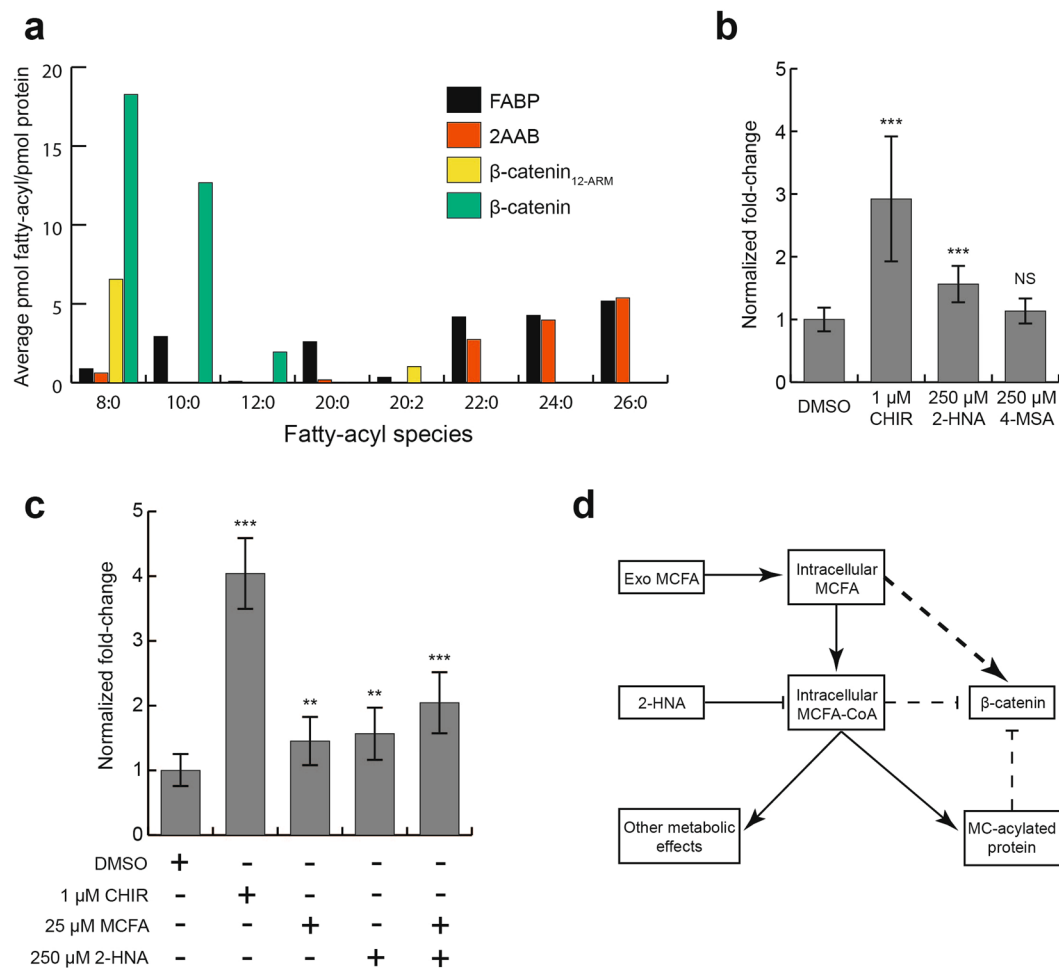 a
Average pmol fatty-acyl/pmol protein
20
15
10
5
0
8:0 10:0 12:0 20:0 20:2 22:0 24:0 26:0
Fatty-acyl species
FABP
2AAB
β-catenin12-ARM
β-catenin
b
Normalized fold-change
5
4
3
2
1
0
***
***
NS
DMSO
1 µM
CHIR
250 µM
2-HNA
250 µM
4-MSA
c
Normalized fold-change
5
4
3
2
1
0
***
**
**
***
DMSO + - - - -
1 µM CHIR - + - - -
25 µM MCFA - - + - +
250 µM 2-HNA - - - + +
d
Exo MCFA
Intracellular
MCFA
2-HNA
Intracellular
MCFA-CoA
β-catenin
Other metabolic
effects
MC-acylated
protein